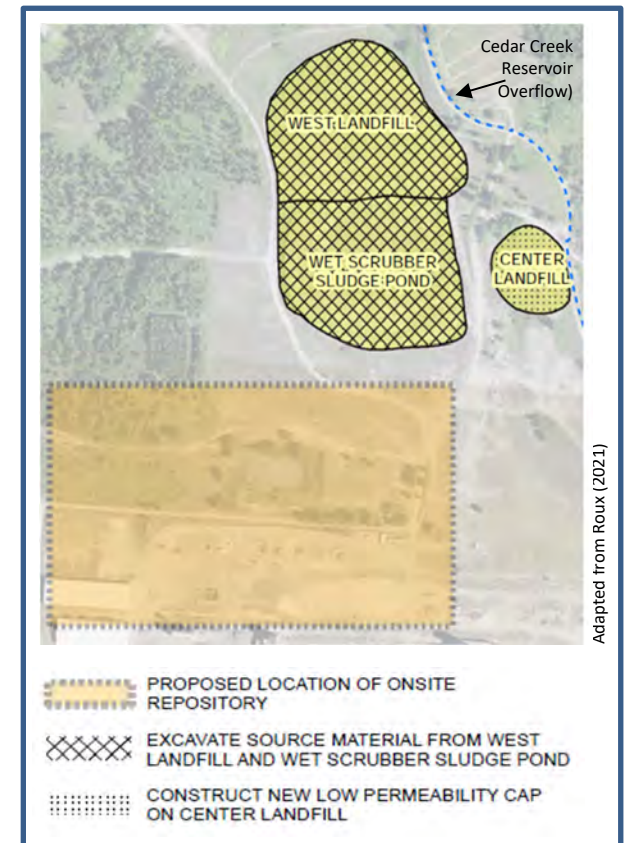 Cedar Creek
Reservoir
Overflow)
WEST LANDFILL
WET SCRUBBER
SLUDGE POND
CENTER
LANDFILL
Adapted from Roux (2021)
PROPOSED LOCATION OF ONSITE
REPOSITORY
EXCAVATE SOURCE MATERIAL FROM WEST
LANDFILL AND WET SCRUBBER SLUDGE POND
CONSTRUCT NEW LOW PERMEABILITY CAP
ON CENTER LANDFILL